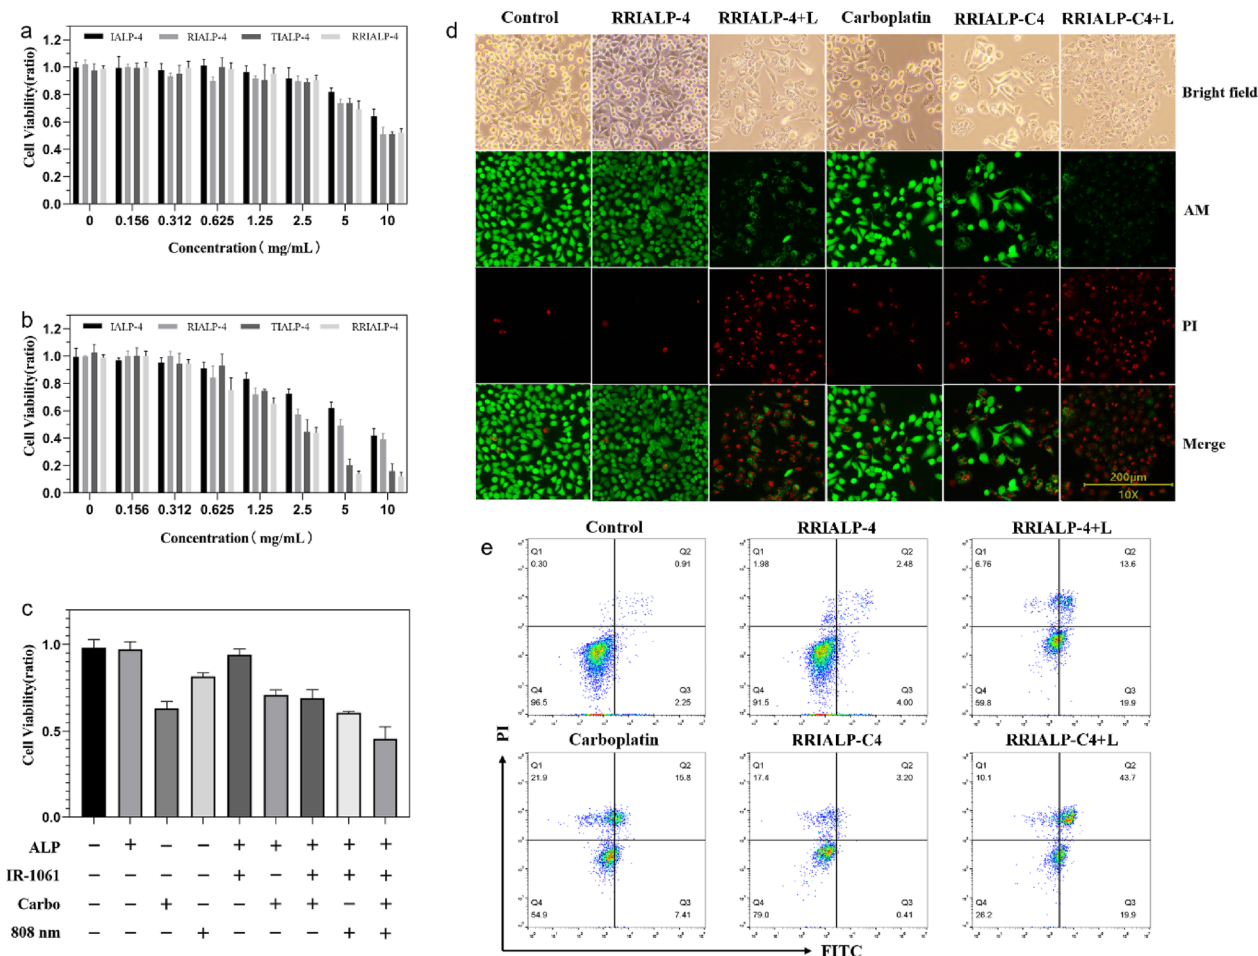 a
IALP-4 RIALP-4 TIALP-4 RRIALP-4
Cell Viability(ratio)
1.2
1.0
0.8
0.6
0.4
0.2
0.0
0 0.156 0.312 0.625 1.25 2.5 5 10
Concentration( mg/mL)
b
IALP-4 RIALP-4 TIALP-4 RRIALP-4
Cell Viability(ratio)
1.2
1.0
0.8
0.6
0.4
0.2
0.0
0 0.156 0.312 0.625 1.25 2.5 5 10
Concentration( mg/mL)
c
Cell Viability(ratio)
1.0
0.5
0.0
ALP − + − − + + + + +
IR-1061 − − − − + − + + +
Carbo − − + − − + + − +
808 nm − − − + − − − + +
d
Control RRIALP-4 RRIALP-4+L Carboplatin RRIALP-C4 RRIALP-C4+L
Bright field
AM
PI
Merge
200μm
10X
e
Control RRIALP-4 RRIALP-4+L
Q1 Q2 Q1 Q2 Q1 Q2
0.30 0.91 1.98 2.48 6.76 13.6
Q4 Q3 Q4 Q3 Q4 Q3
96.5 2.25 91.5 4.00 59.8 19.9
Carboplatin RRIALP-C4 RRIALP-C4+L
Q1 Q2 Q1 Q2 Q1 Q2
21.9 15.8 17.4 3.20 10.1 43.7
Q4 Q3 Q4 Q3 Q4 Q3
54.9 7.41 79.0 0.41 26.2 19.9
PI
FITC